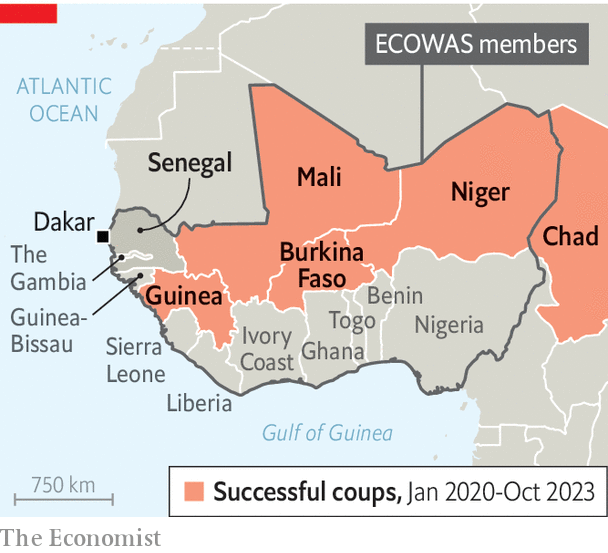 ECOWAS members
ATLANTIC
OCEAN
Senegal
Mali
Niger
Dakar
Chad
The
Gambia
Burkina
Faso
Guinea
Guinea-
Bissau
Benin
Togo
Nigeria
Ivory
Coast
Ghana
Sierra
Leone
Liberia
Gulf of Guinea
750 km
Successful coups, Jan 2020-Oct 2023
The Economist